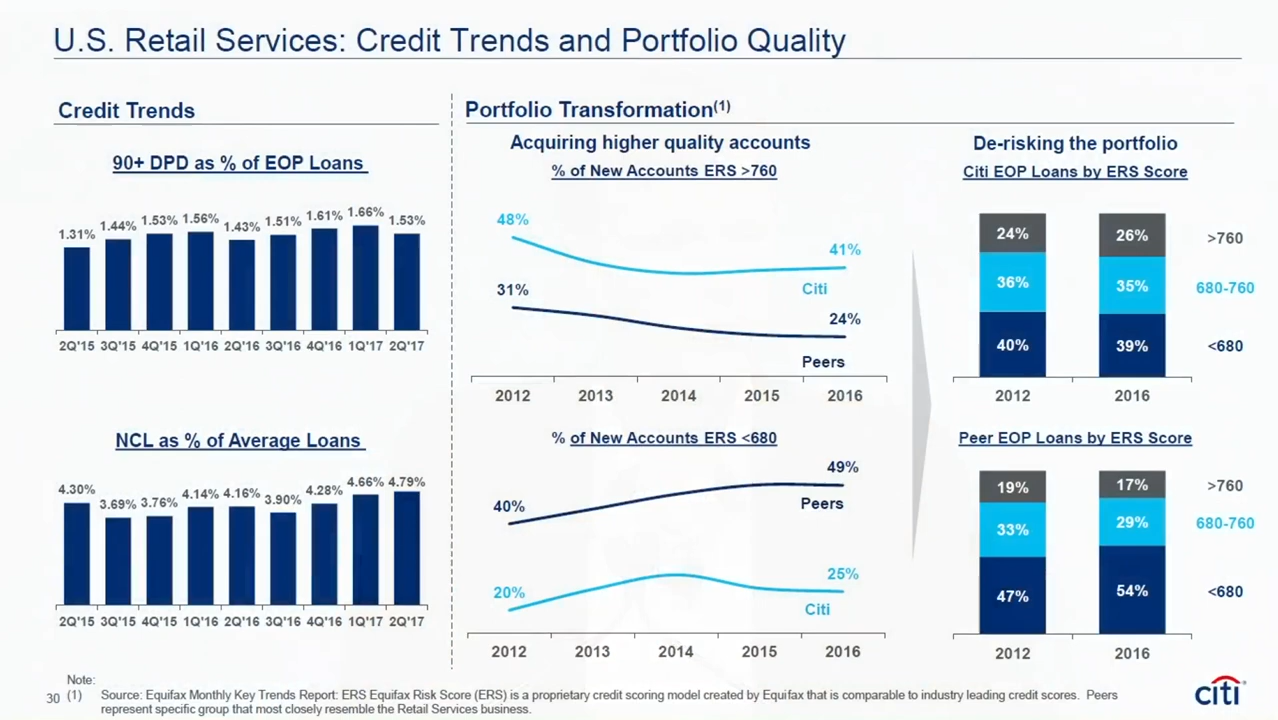 U.S. Retail Services: Credit Trends and Portfolio Quality
Credit Trends
90+ DPD as % of EOP Loans
1.31% 1.44% 1.53% 1.56% 1.43% 1.51% 1.61% 1.66% 1.53%
2Q'15 3Q'15 4Q'15 1Q'16 2Q'16 3Q'16 4Q'16 1Q'17 2Q'17
NCL as % of Average Loans
4.30% 3.69% 3.76% 4.14% 4.16% 3.90% 4.28% 4.66% 4.79%
2Q'15 3Q'15 4Q'15 1Q'16 2Q'16 3Q'16 4Q'16 1Q'17 2Q'17
Portfolio Transformation(1)
Acquiring higher quality accounts
% of New Accounts ERS >760
48%
41%
Citi
31%
24%
Peers
2012 2013 2014 2015 2016
% of New Accounts ERS <680
49%
40%
Peers
25%
20%
Citi
2012 2013 2014 2015 2016
De-risking the portfolio
Citi EOP Loans by ERS Score
24% 26% >760
36% 35% 680-760
40% 39% <680
2012 2016
Peer EOP Loans by ERS Score
19% 17% >760
33% 29% 680-760
47% 54% <680
2012 2016
Note:
30 (1) Source: Equifax Monthly Key Trends Report: ERS Equifax Risk Score (ERS) is a proprietary credit scoring model created by Equifax that is comparable to industry leading credit scores. Peers
represent specific group that most closely resemble the Retail Services business.
citi